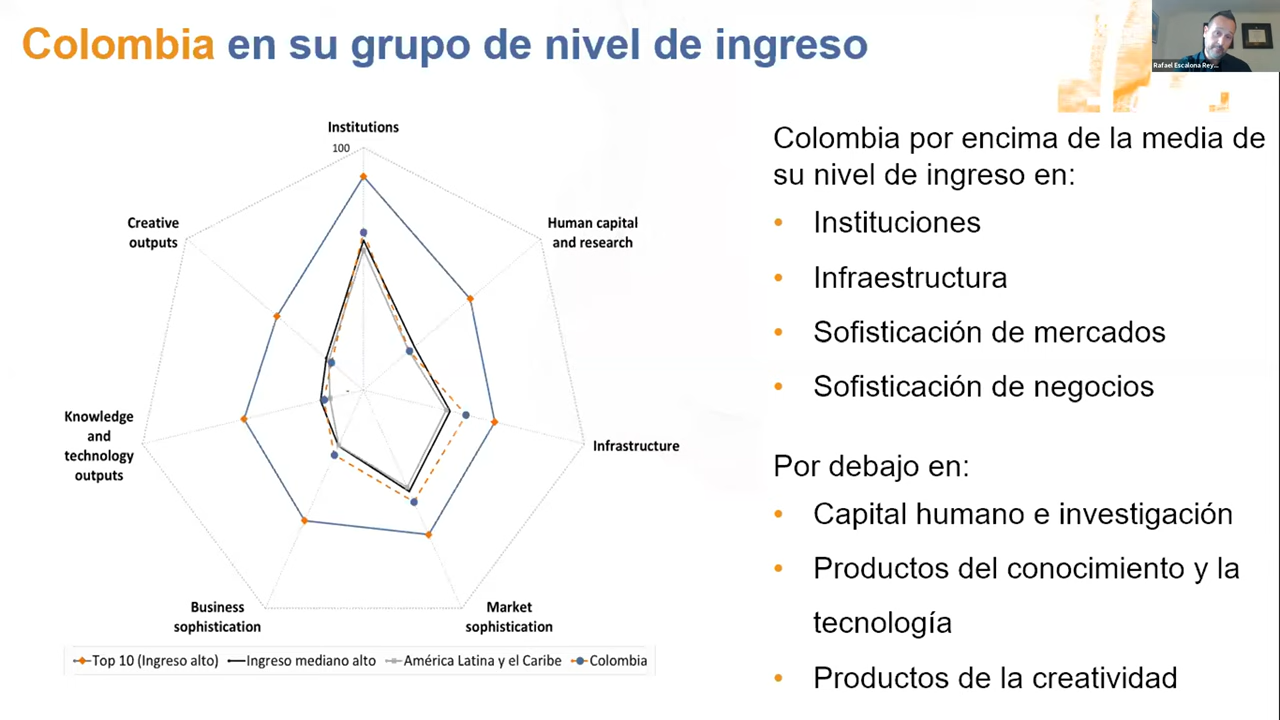 Colombia en su grupo de nivel de ingreso
Rafael Escalona Rey...
Institutions
100
Creative
outputs
Human capital
and research
Knowledge
and
technology
outputs
Infrastructure
Business
sophistication
Market
sophistication
Top 10 (Ingreso alto) Ingreso mediano alto América Latina y el Caribe Colombia
Colombia por encima de la media de
su nivel de ingreso en:
• Instituciones
• Infraestructura
• Sofisticación de mercados
• Sofisticación de negocios
Por debajo en:
• Capital humano e investigación
• Productos del conocimiento y la
tecnología
• Productos de la creatividad